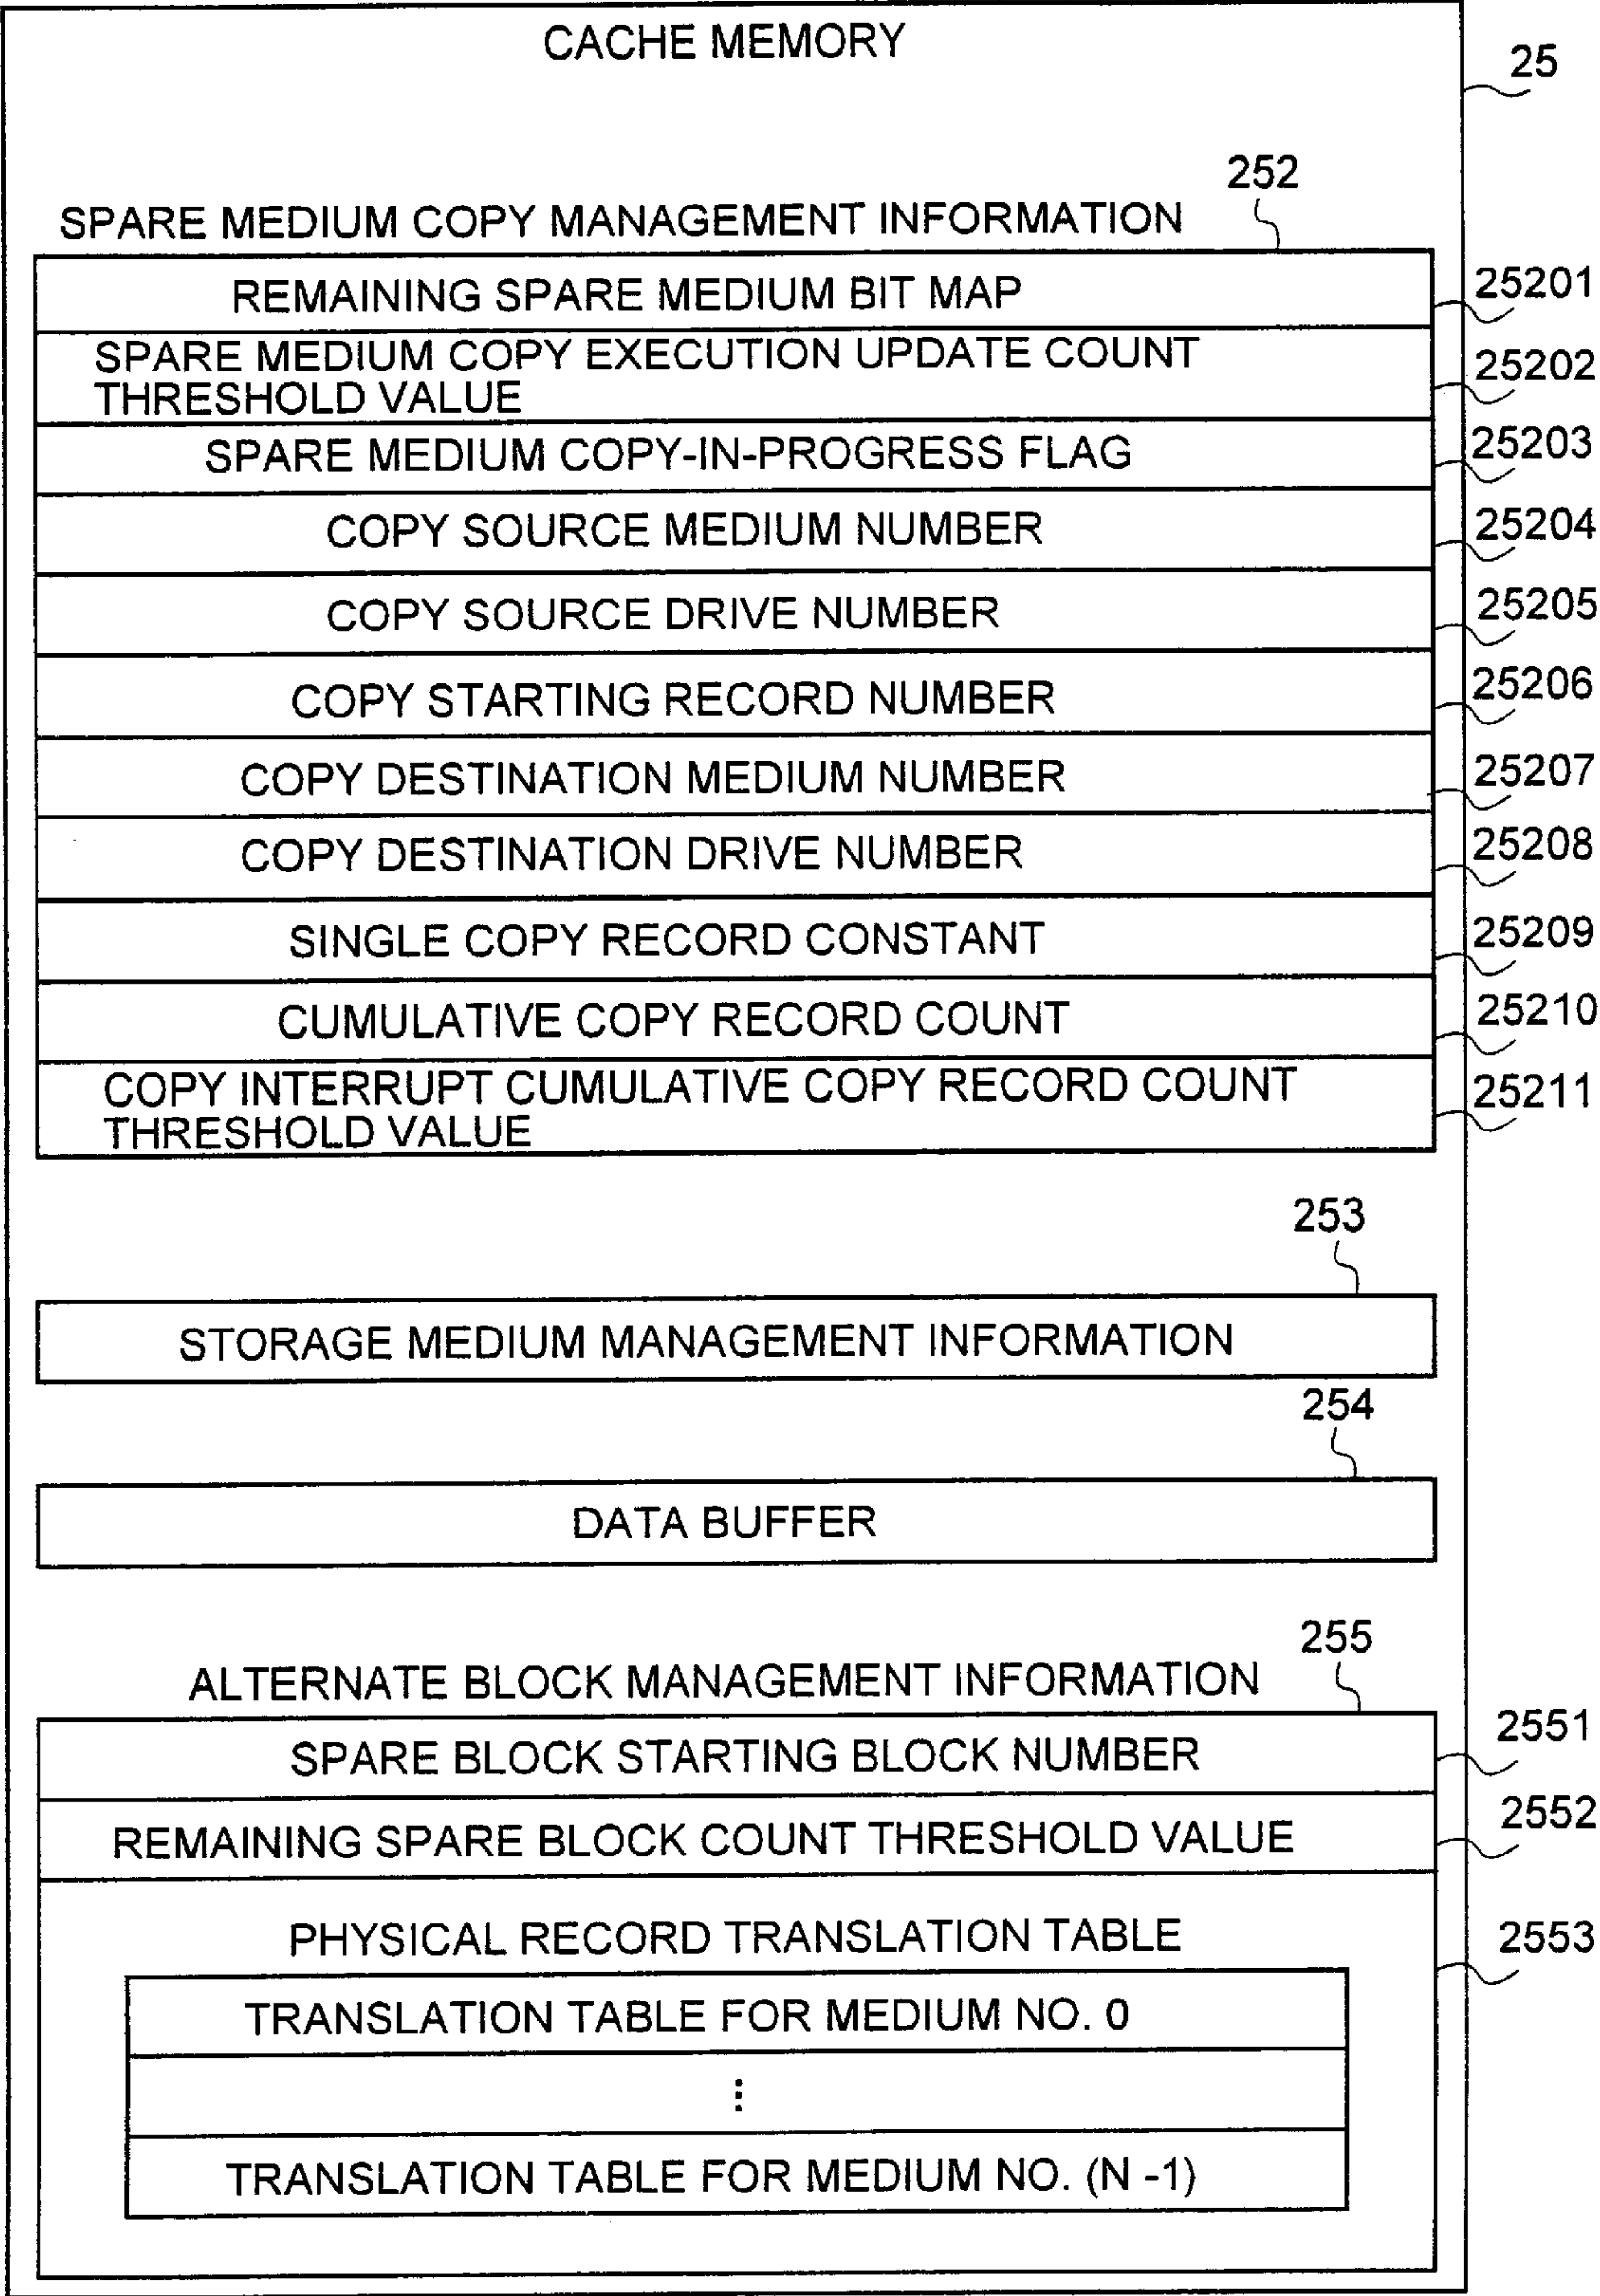 CACHE MEMORY
25
252
SPARE MEDIUM COPY MANAGEMENT INFORMATION
REMAINING SPARE MEDIUM BIT MAP
25201
SPARE MEDIUM COPY EXECUTION UPDATE COUNT
THRESHOLD VALUE
25202
SPARE MEDIUM COPY-IN-PROGRESS FLAG
25203
COPY SOURCE MEDIUM NUMBER
25204
COPY SOURCE DRIVE NUMBER
25205
COPY STARTING RECORD NUMBER
25206
COPY DESTINATION MEDIUM NUMBER
25207
COPY DESTINATION DRIVE NUMBER
25208
SINGLE COPY RECORD CONSTANT
25209
CUMULATIVE COPY RECORD COUNT
25210
COPY INTERRUPT CUMULATIVE COPY RECORD COUNT
THRESHOLD VALUE
25211
253
STORAGE MEDIUM MANAGEMENT INFORMATION
254
DATA BUFFER
255
ALTERNATE BLOCK MANAGEMENT INFORMATION
SPARE BLOCK STARTING BLOCK NUMBER
2551
REMAINING SPARE BLOCK COUNT THRESHOLD VALUE
2552
PHYSICAL RECORD TRANSLATION TABLE
2553
TRANSLATION TABLE FOR MEDIUM NO. 0
⋮
TRANSLATION TABLE FOR MEDIUM NO. (N -1)